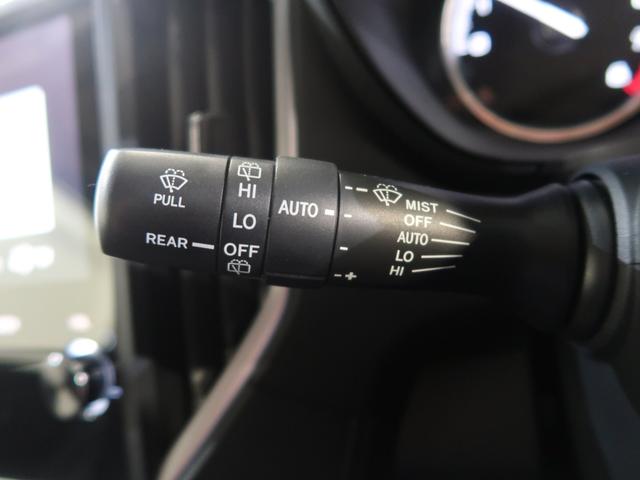 PULL
REAR
HI
LO
OFF
AUTO
- +
MIST
OFF
AUTO
LO
HI